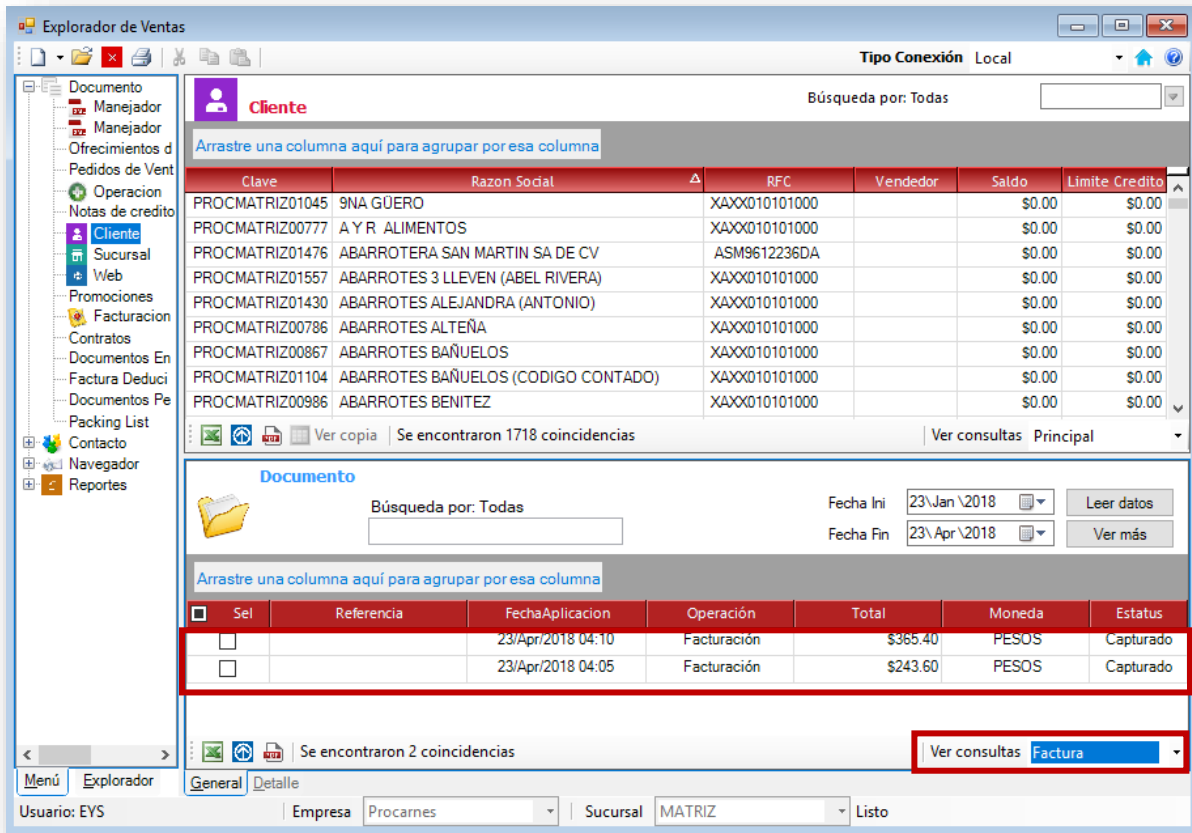 Explorador de Ventas
Tipo Conexión Local
Documento
Manejador
Manejador
Ofrecimientos d
Pedidos de Vent
Operacion
Notas de credito
Cliente
Sucursal
Web
Promociones
Facturacion
Contratos
Documentos En
Factura Deduci
Documentos Pe
Packing List
Contacto
Navegador
Reportes
Menú Explorador
Cliente
Búsqueda por: Todas
Arrastre una columna aquí para agrupar por esa columna
Clave Razon Social RFC Vendedor Saldo Limite Credito
PROCMATRIZ01045 9NA GÜERO XAXX010101000 $0.00 $0.00
PROCMATRIZ00777 A Y R ALIMENTOS XAXX010101000 $0.00 $0.00
PROCMATRIZ01476 ABARROTERA SAN MARTIN SA DE CV ASM9612236DA $0.00 $0.00
PROCMATRIZ01557 ABARROTES 3 LLEVEN (ABEL RIVERA) XAXX010101000 $0.00 $0.00
PROCMATRIZ01430 ABARROTES ALEJANDRA (ANTONIO) XAXX010101000 $0.00 $0.00
PROCMATRIZ00786 ABARROTES ALTEÑA XAXX010101000 $0.00 $0.00
PROCMATRIZ00867 ABARROTES BAÑUELOS XAXX010101000 $0.00 $0.00
PROCMATRIZ01104 ABARROTES BAÑUELOS (CODIGO CONTADO) XAXX010101000 $0.00 $0.00
PROCMATRIZ00986 ABARROTES BENITEZ XAXX010101000 $0.00 $0.00
Ver copia Se encontraron 1718 coincidencias Ver consultas Principal
Documento
Búsqueda por: Todas
Fecha Ini 23\Jan \2018 Leer datos
Fecha Fin 23\Apr \2018 Ver más
Arrastre una columna aquí para agrupar por esa columna
Sel Referencia FechaAplicacion Operación Total Moneda Estatus
23/Apr/2018 04:10 Facturación $365.40 PESOS Capturado
23/Apr/2018 04:05 Facturación $243.60 PESOS Capturado
Se encontraron 2 coincidencias Ver consultas Factura
General Detalle
Usuario: EYS Empresa Procarnes Sucursal MATRIZ Listo